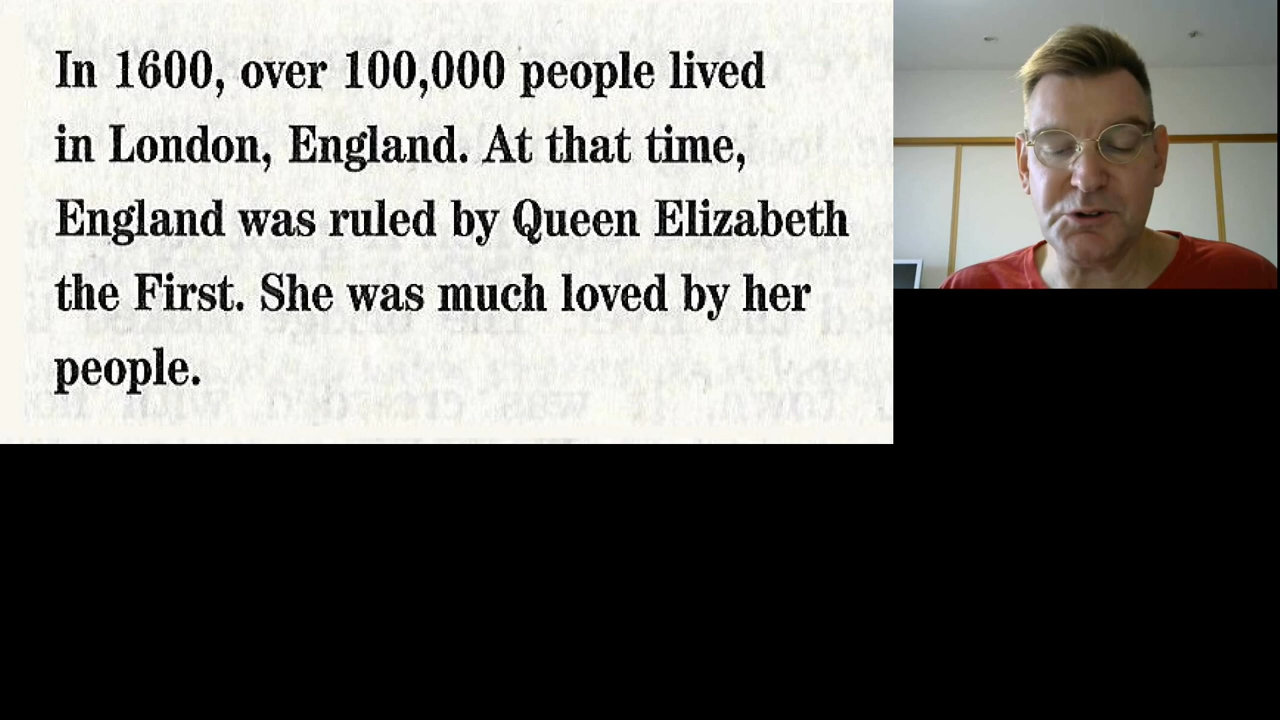 In 1600, over 100,000 people lived
in London, England. At that time,
England was ruled by Queen Elizabeth
the First. She was much loved by her
people.